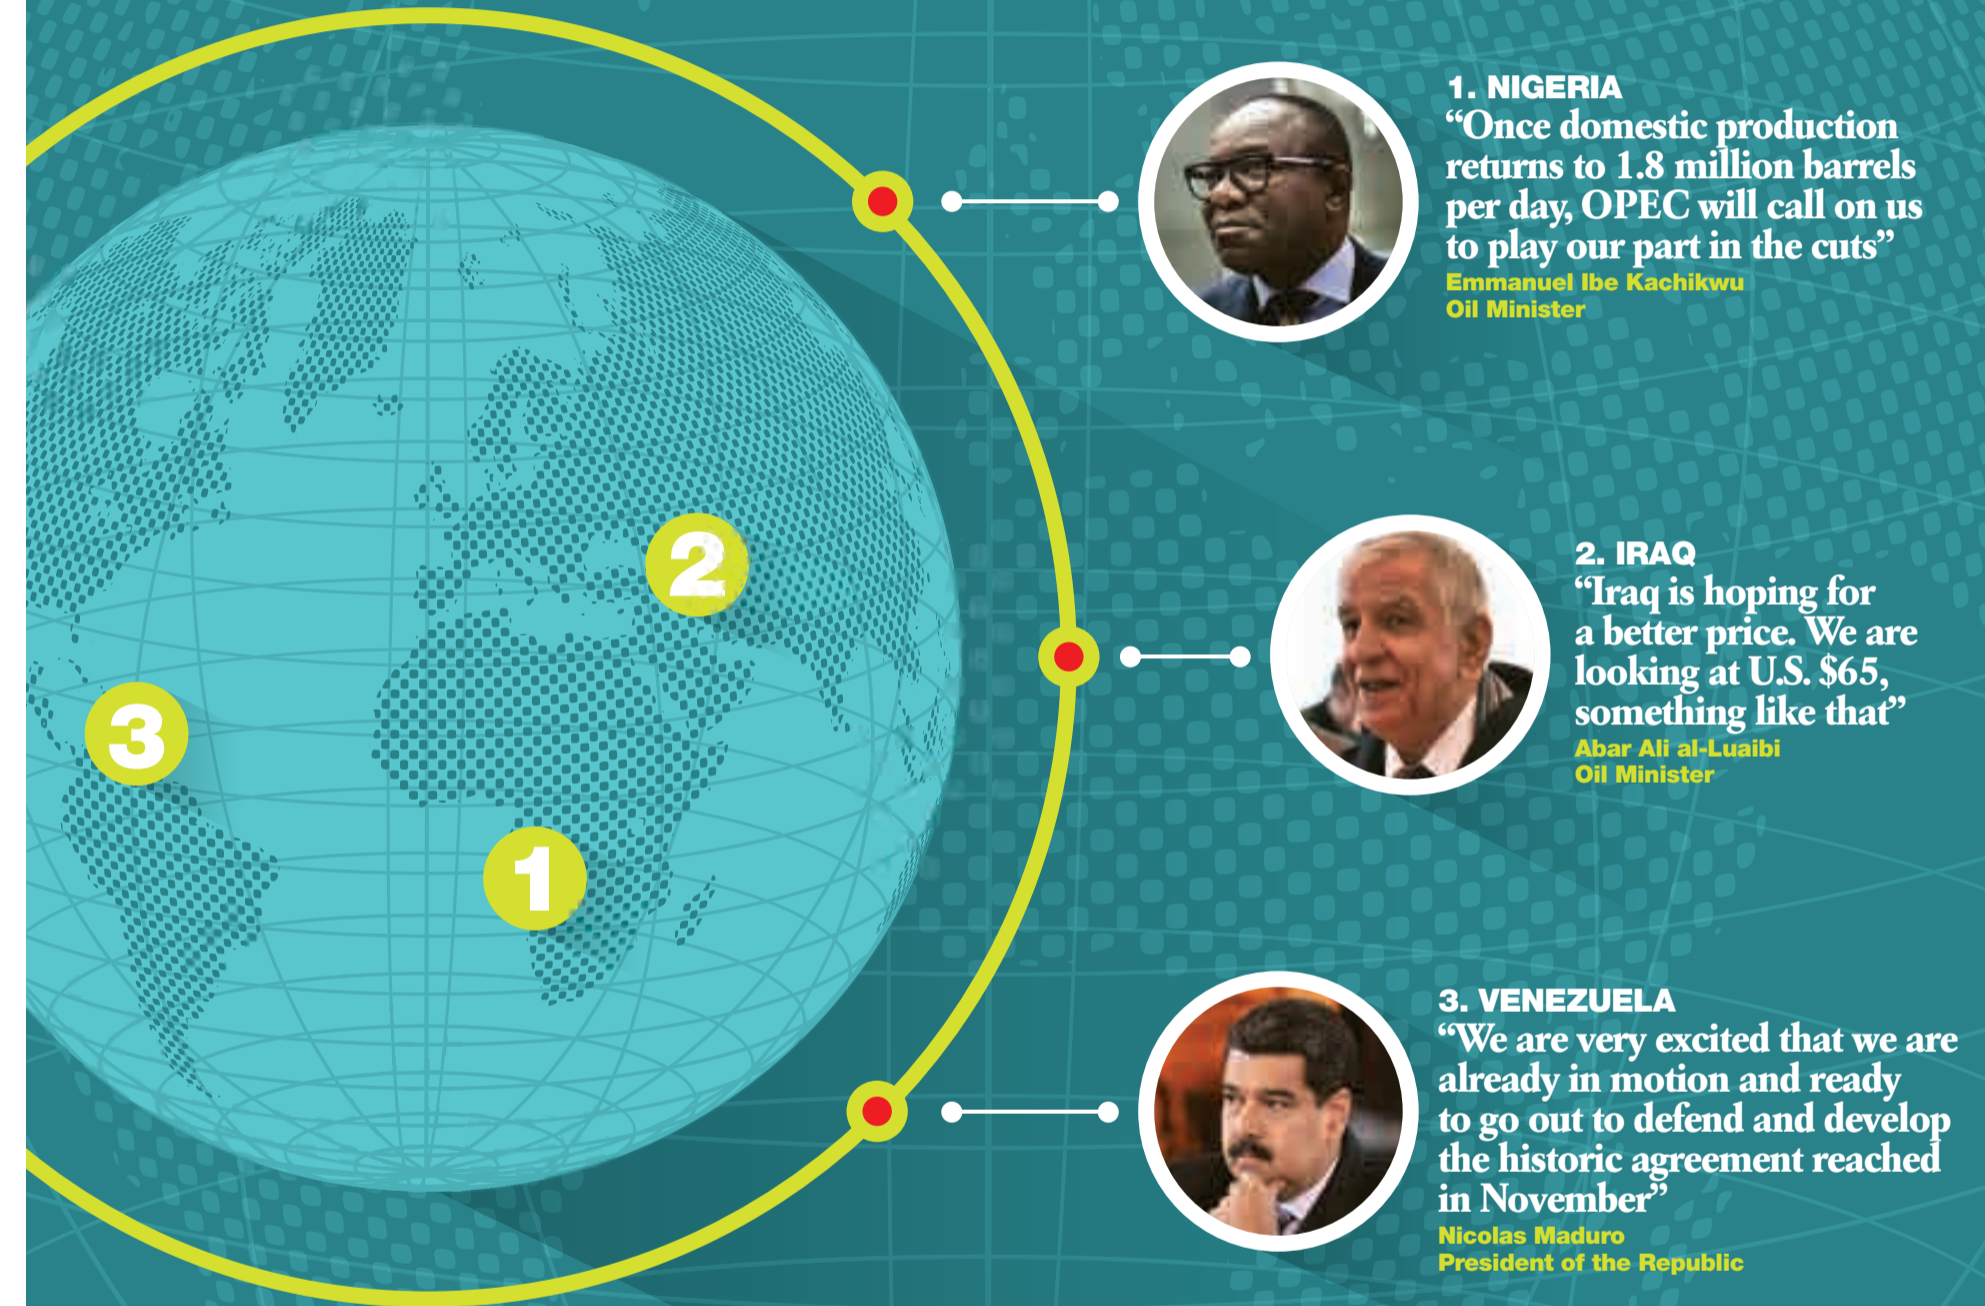 1. NIGERIA
“Once domestic production
returns to 1.8 million barrels
per day, OPEC will call on us
to play our part in the cuts”
Emmanuel Ibe Kachikwu
Oil Minister
2. IRAQ
“Iraq is hoping for
a better price. We are
looking at U.S. $65,
something like that”
Abar Ali al-Luaibi
Oil Minister
3. VENEZUELA
“We are very excited that we are
already in motion and ready
to go out to defend and develop
the historic agreement reached
in November”
Nicolas Maduro
President of the Republic
2
3
1